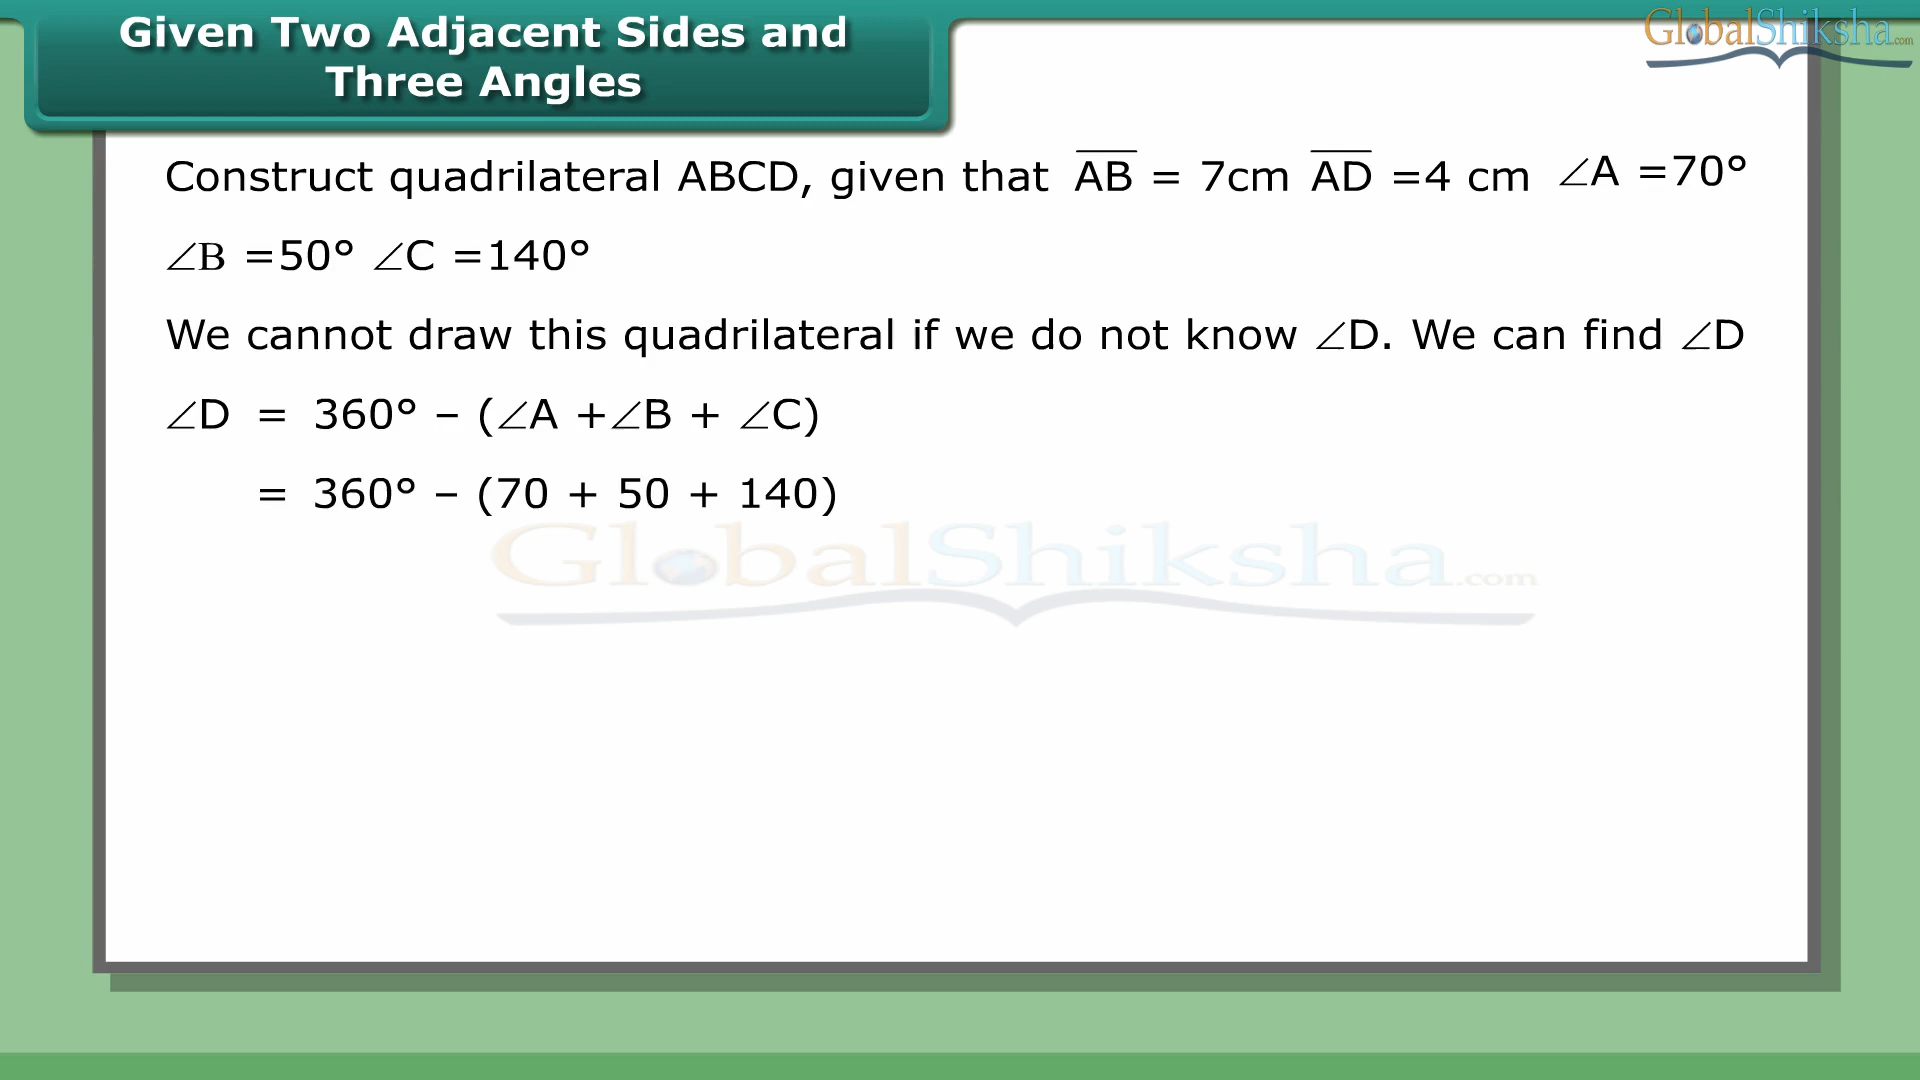 Given Two Adjacent Sides and
Three Angles
GlobalShiksha.com
Construct quadrilateral ABCD, given that A̅B̅ = 7cm A̅D̅ =4 cm ∠A =70°
∠B =50° ∠C =140°
We cannot draw this quadrilateral if we do not know ∠D. We can find ∠D
∠D = 360° – (∠A +∠B + ∠C)
= 360° – (70 + 50 + 140)
GlobalShiksha.com